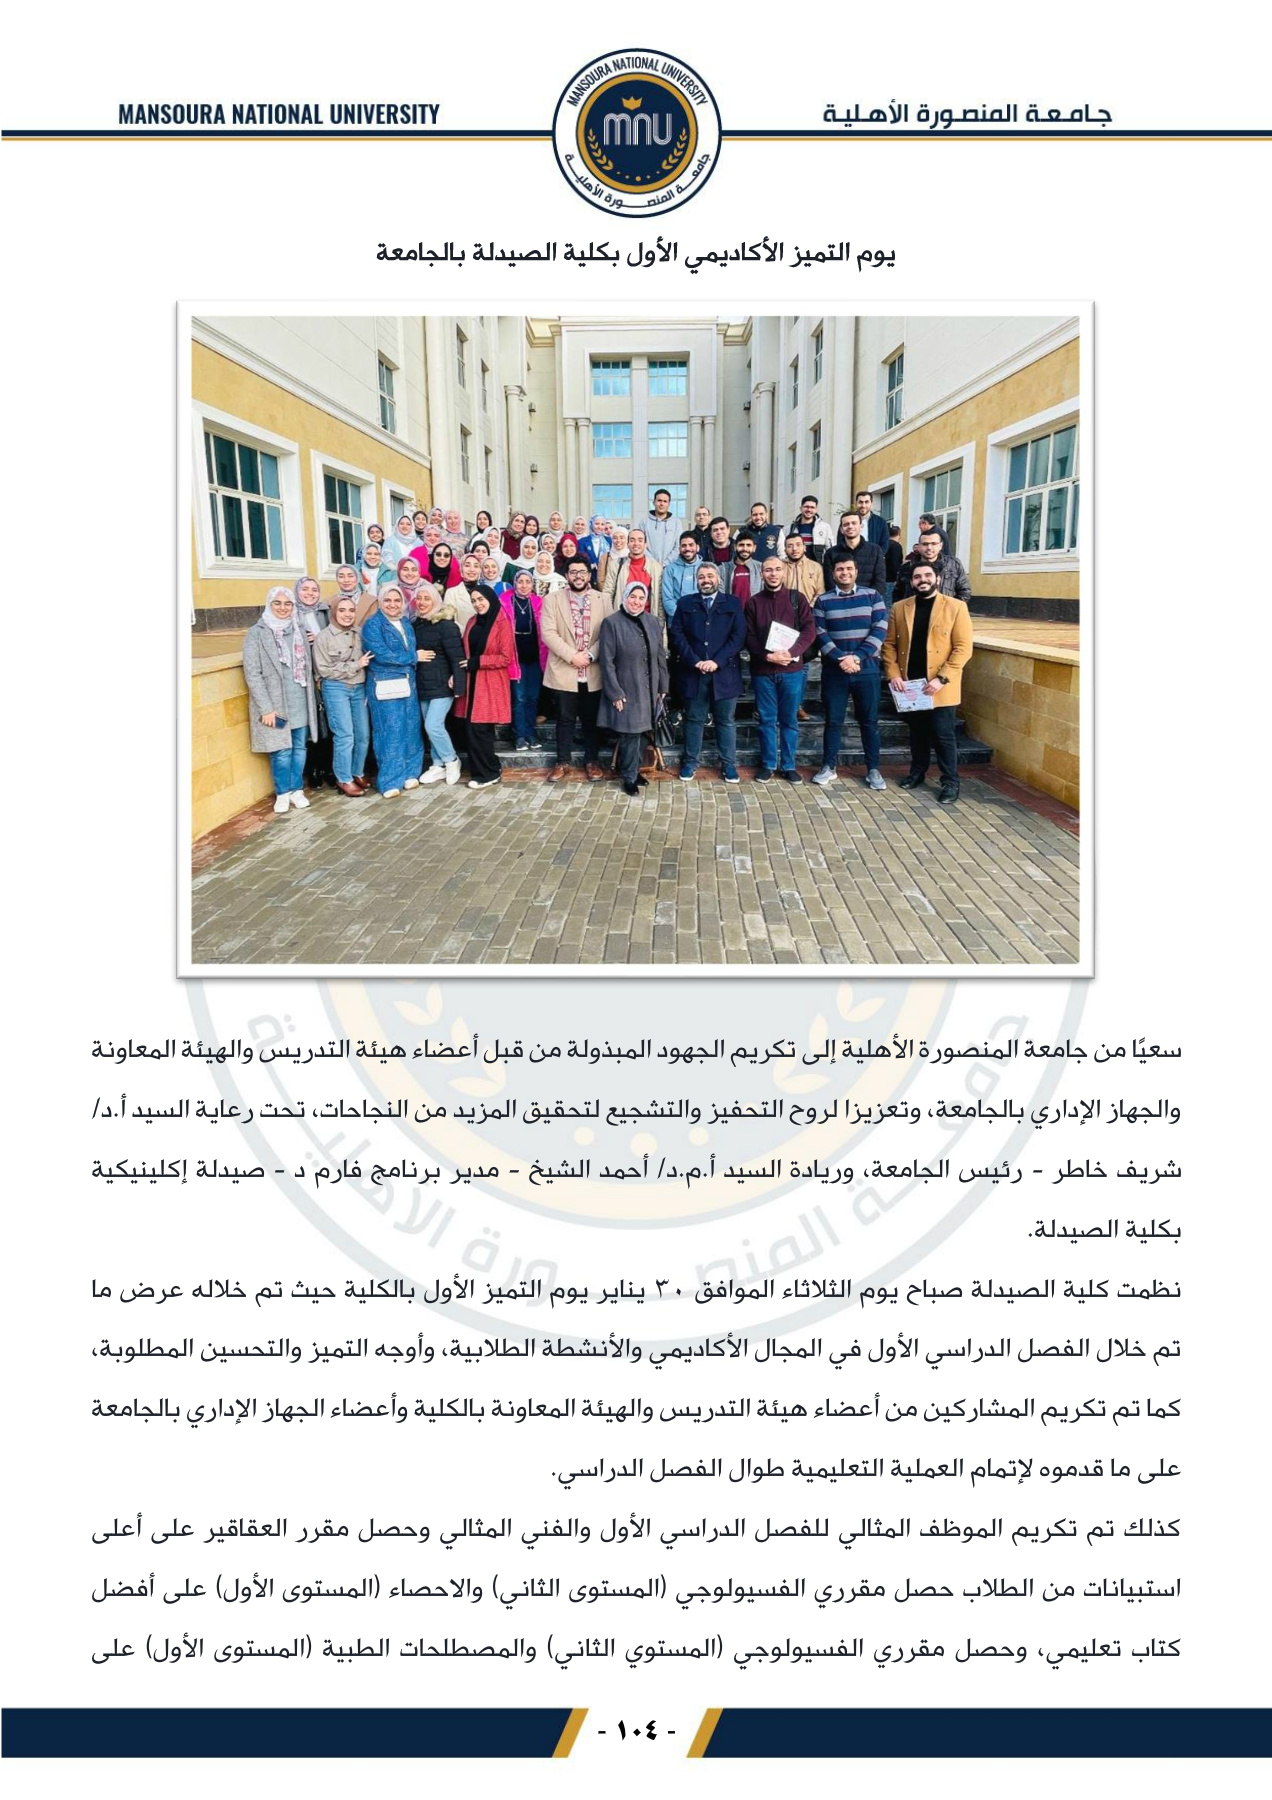 MANSOURA NATIONAL UNIVERSITY
جامعة المنصورة الأهلية
MANSOURA NATIONAL UNIVERSITY
mnu
جامعة المنصورة الأهلية
يوم التميز الأكاديمي الأول بكلية الصيدلة بالجامعة
سعيًا من جامعة المنصورة الأهلية إلى تكريم الجهود المبذولة من قبل أعضاء هيئة التدريس والهيئة المعاونة
والجهاز الإداري بالجامعة، وتعزيزا لروح التحفيز والتشجيع لتحقيق المزيد من النجاحات، تحت رعاية السيد أ.د/
شريف خاطر - رئيس الجامعة، وريادة السيد أ.م.د/ أحمد الشيخ - مدير برنامج فارم د - صيدلة إكلينيكية
بكلية الصيدلة.
نظمت كلية الصيدلة صباح يوم الثلاثاء الموافق ٣٠ يناير يوم التميز الأول بالكلية حيث تم خلاله عرض ما
تم خلال الفصل الدراسي الأول في المجال الأكاديمي والأنشطة الطلابية، وأوجه التميز والتحسين المطلوبة،
كما تم تكريم المشاركين من أعضاء هيئة التدريس والهيئة المعاونة بالكلية وأعضاء الجهاز الإداري بالجامعة
على ما قدموه لإتمام العملية التعليمية طوال الفصل الدراسي.
كذلك تم تكريم الموظف المثالي للفصل الدراسي الأول والفني المثالي وحصل مقرر العقاقير على أعلى
استبيانات من الطلاب حصل مقرري الفسيولوجي (المستوى الثاني) والاحصاء (المستوى الأول) على أفضل
كتاب تعليمي، وحصل مقرري الفسيولوجي (المستوي الثاني) والمصطلحات الطبية (المستوى الأول) على
- ١٠٤ -